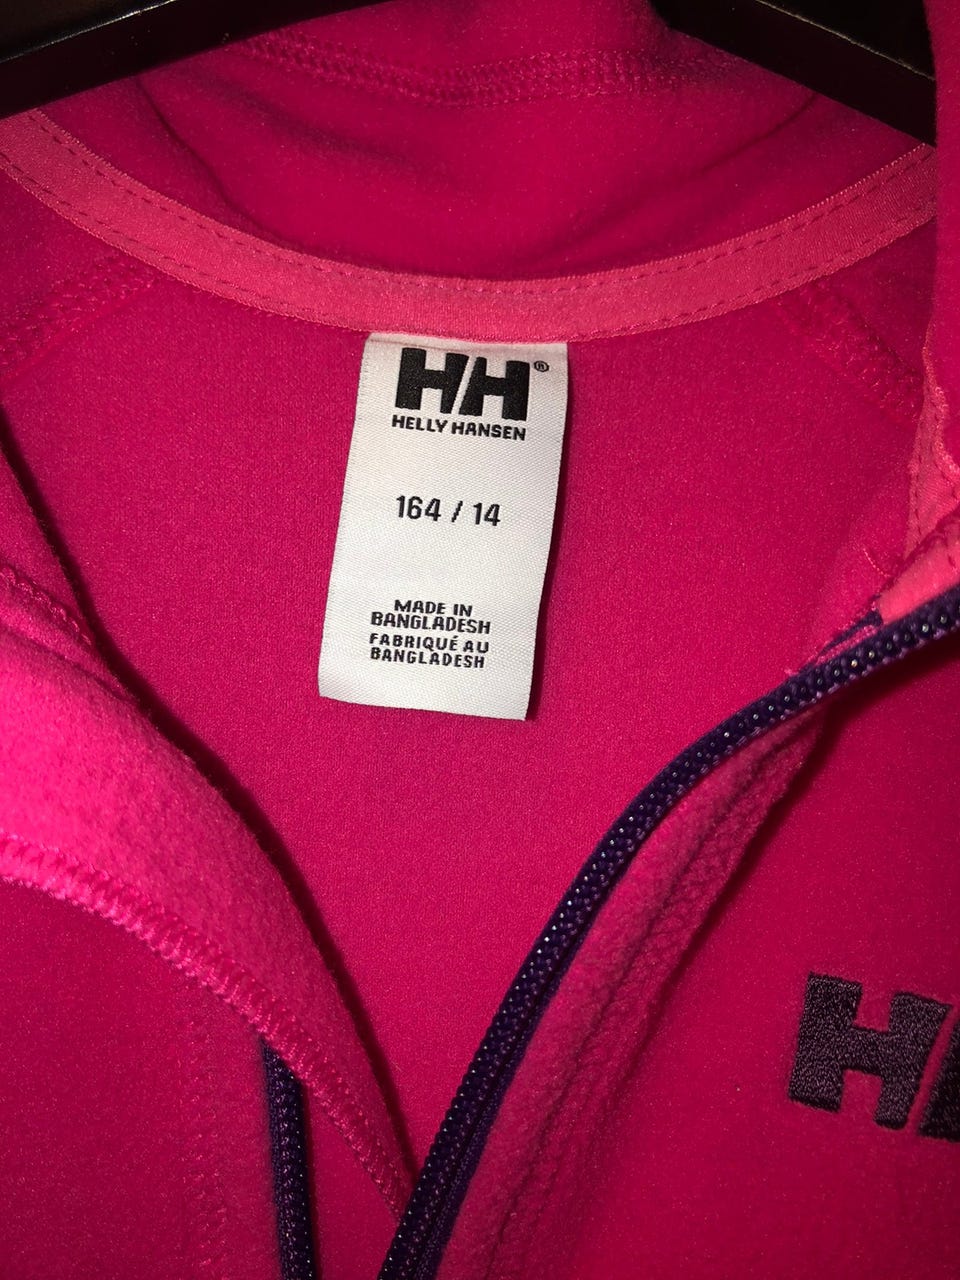 HH®
HELLY HANSEN
164 / 14
MADE IN
BANGLADESH
FABRIQUÉ AU
BANGLADESH
H